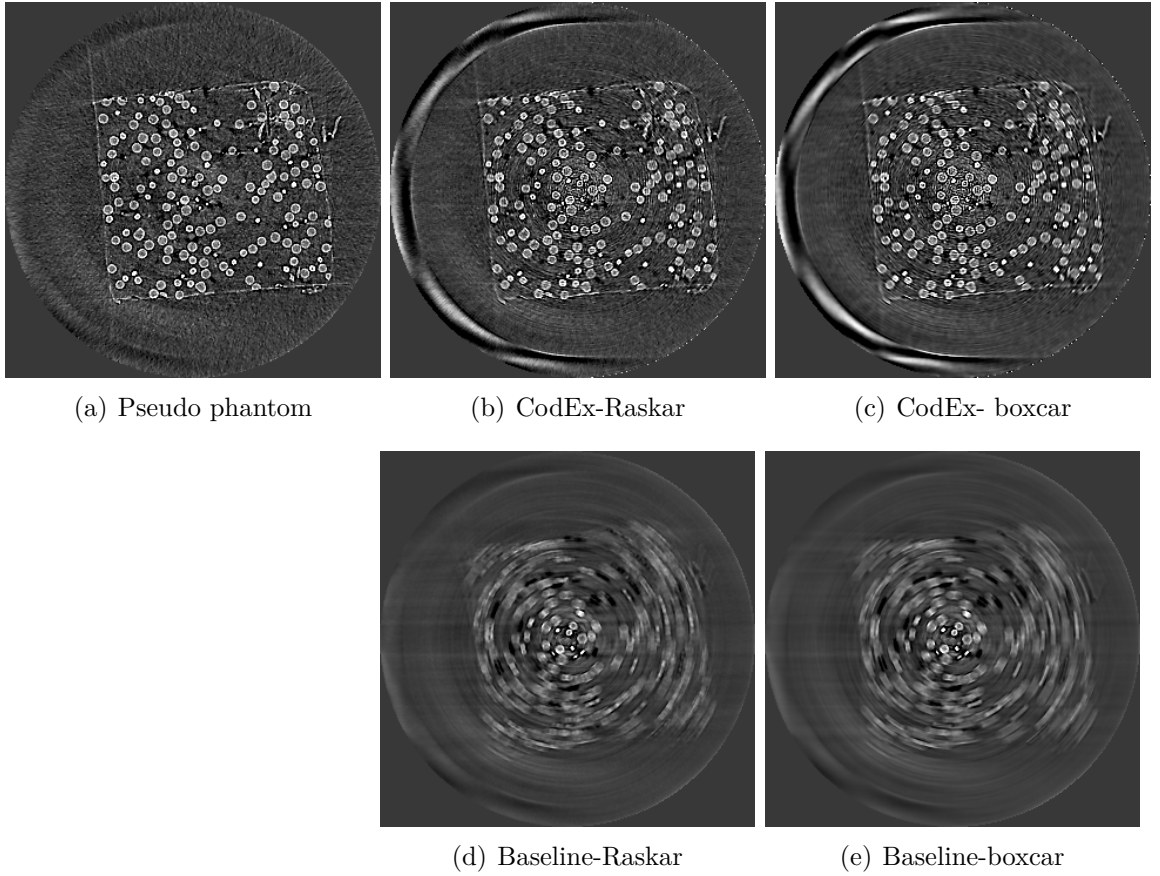 (a) Pseudo phantom
(b) CodEx-Raskar
(c) CodEx- boxcar
(d) Baseline-Raskar
(e) Baseline-boxcar